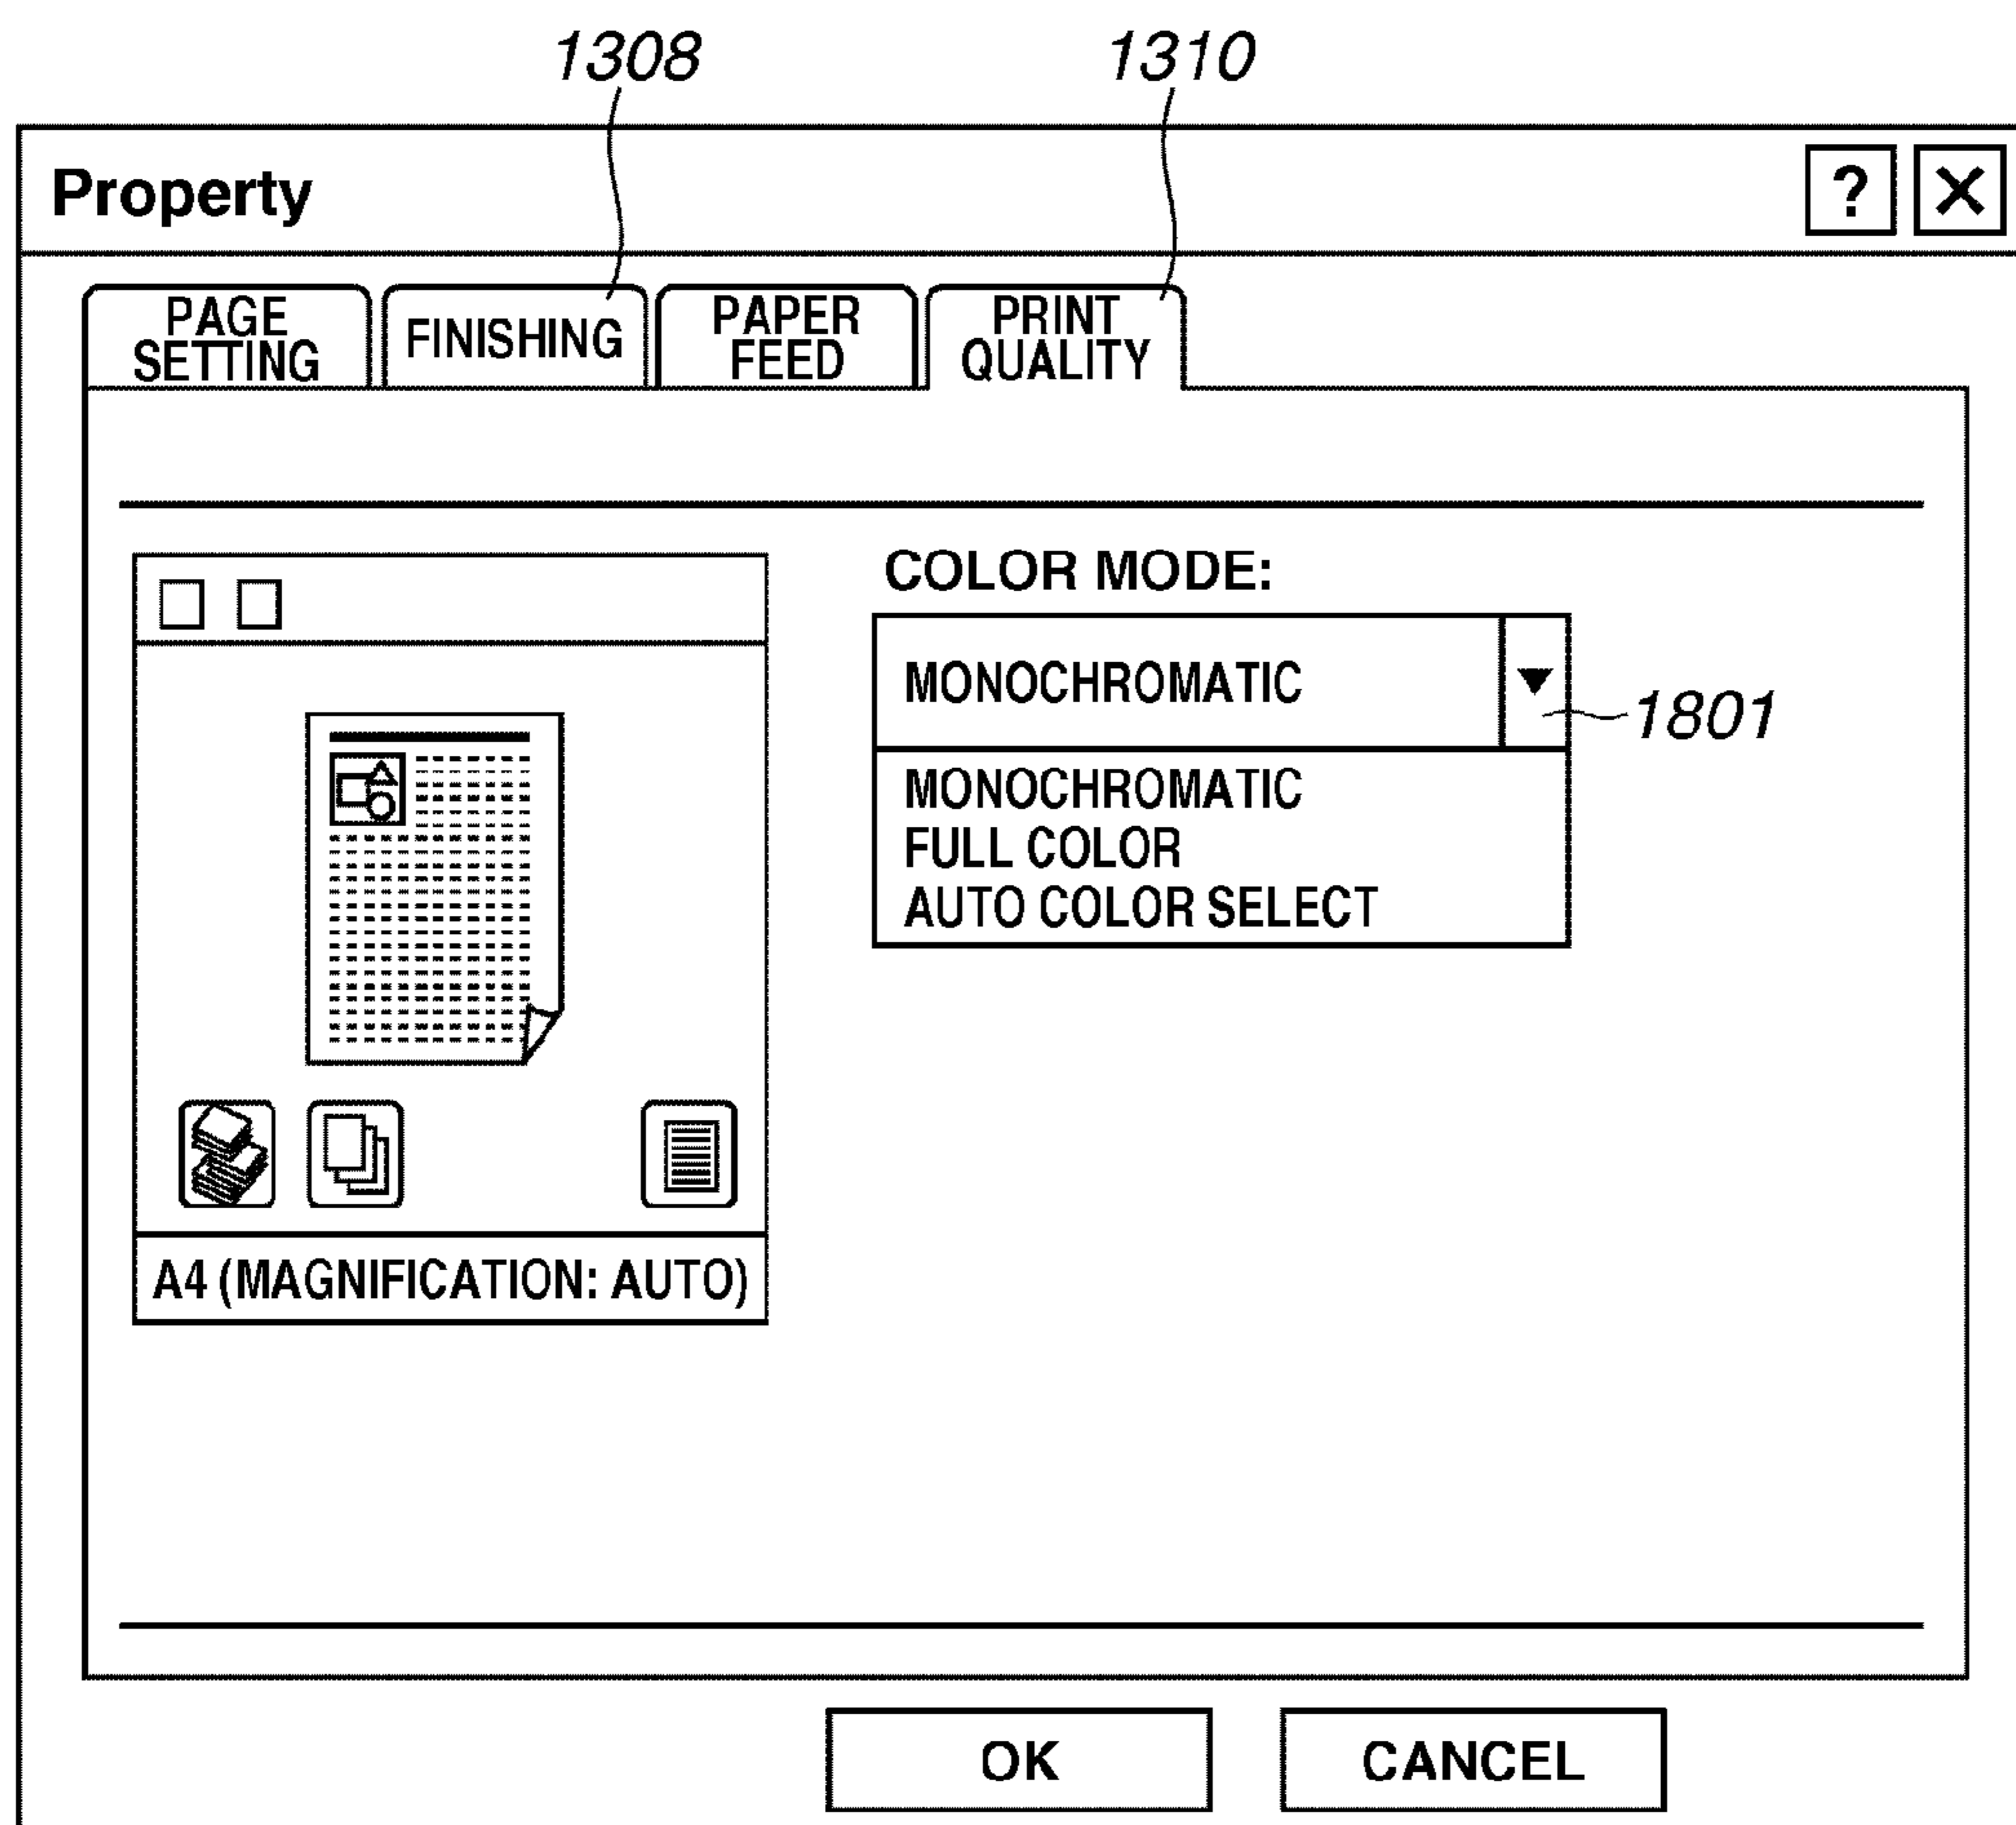 1308
1310
Property
?
PAGE
SETTING
FINISHING
PAPER
FEED
PRINT
QUALITY
COLOR MODE:
MONOCHROMATIC
1801
MONOCHROMATIC
FULL COLOR
AUTO COLOR SELECT
A4 (MAGNIFICATION: AUTO)
OK
CANCEL